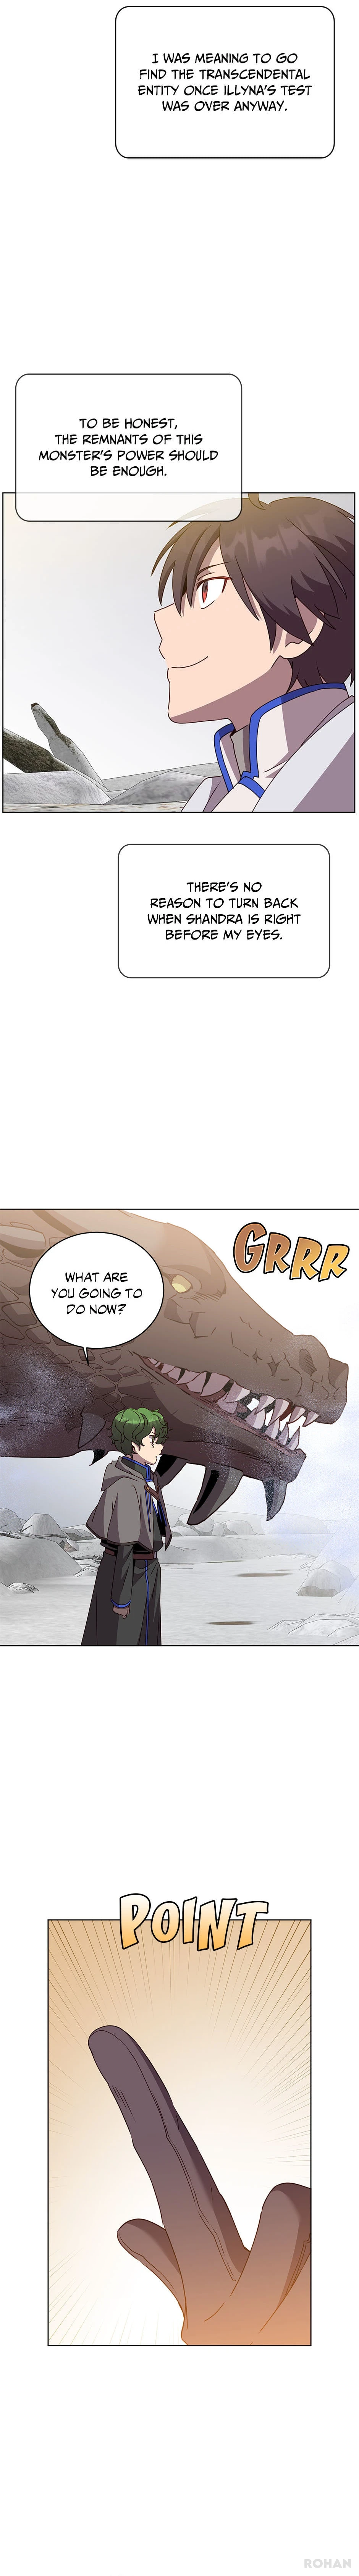 I WAS MEANING TO GO
FIND THE TRANSCENDENTAL
ENTITY ONCE ILLYNA'S TEST
WAS OVER ANYWAY.
TO BE HONEST,
THE REMNANTS OF THIS
MONSTER'S POWER SHOULD
BE ENOUGH.
THERE'S NO
REASON TO TURN BACK
WHEN SHANDRA IS RIGHT
BEFORE MY EYES.
GRRR
WHAT ARE
YOU GOING TO
DO NOW?
POINT
ROHAN